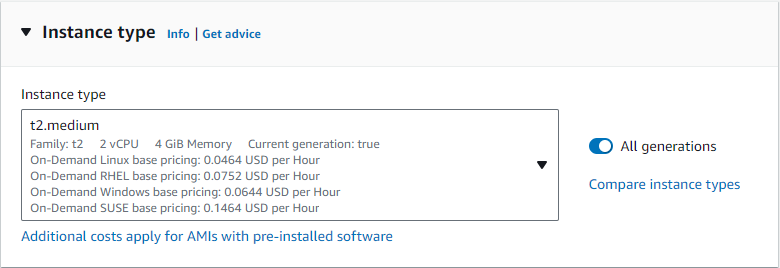 Instance type Info | Get advice
Instance type
t2.medium
Family: t2 2 vCPU 4 GiB Memory Current generation: true
On-Demand Linux base pricing: 0.0464 USD per Hour
On-Demand RHEL base pricing: 0.0752 USD per Hour
On-Demand Windows base pricing: 0.0644 USD per Hour
On-Demand SUSE base pricing: 0.1464 USD per Hour
All generations
Compare instance types
Additional costs apply for AMIs with pre-installed software